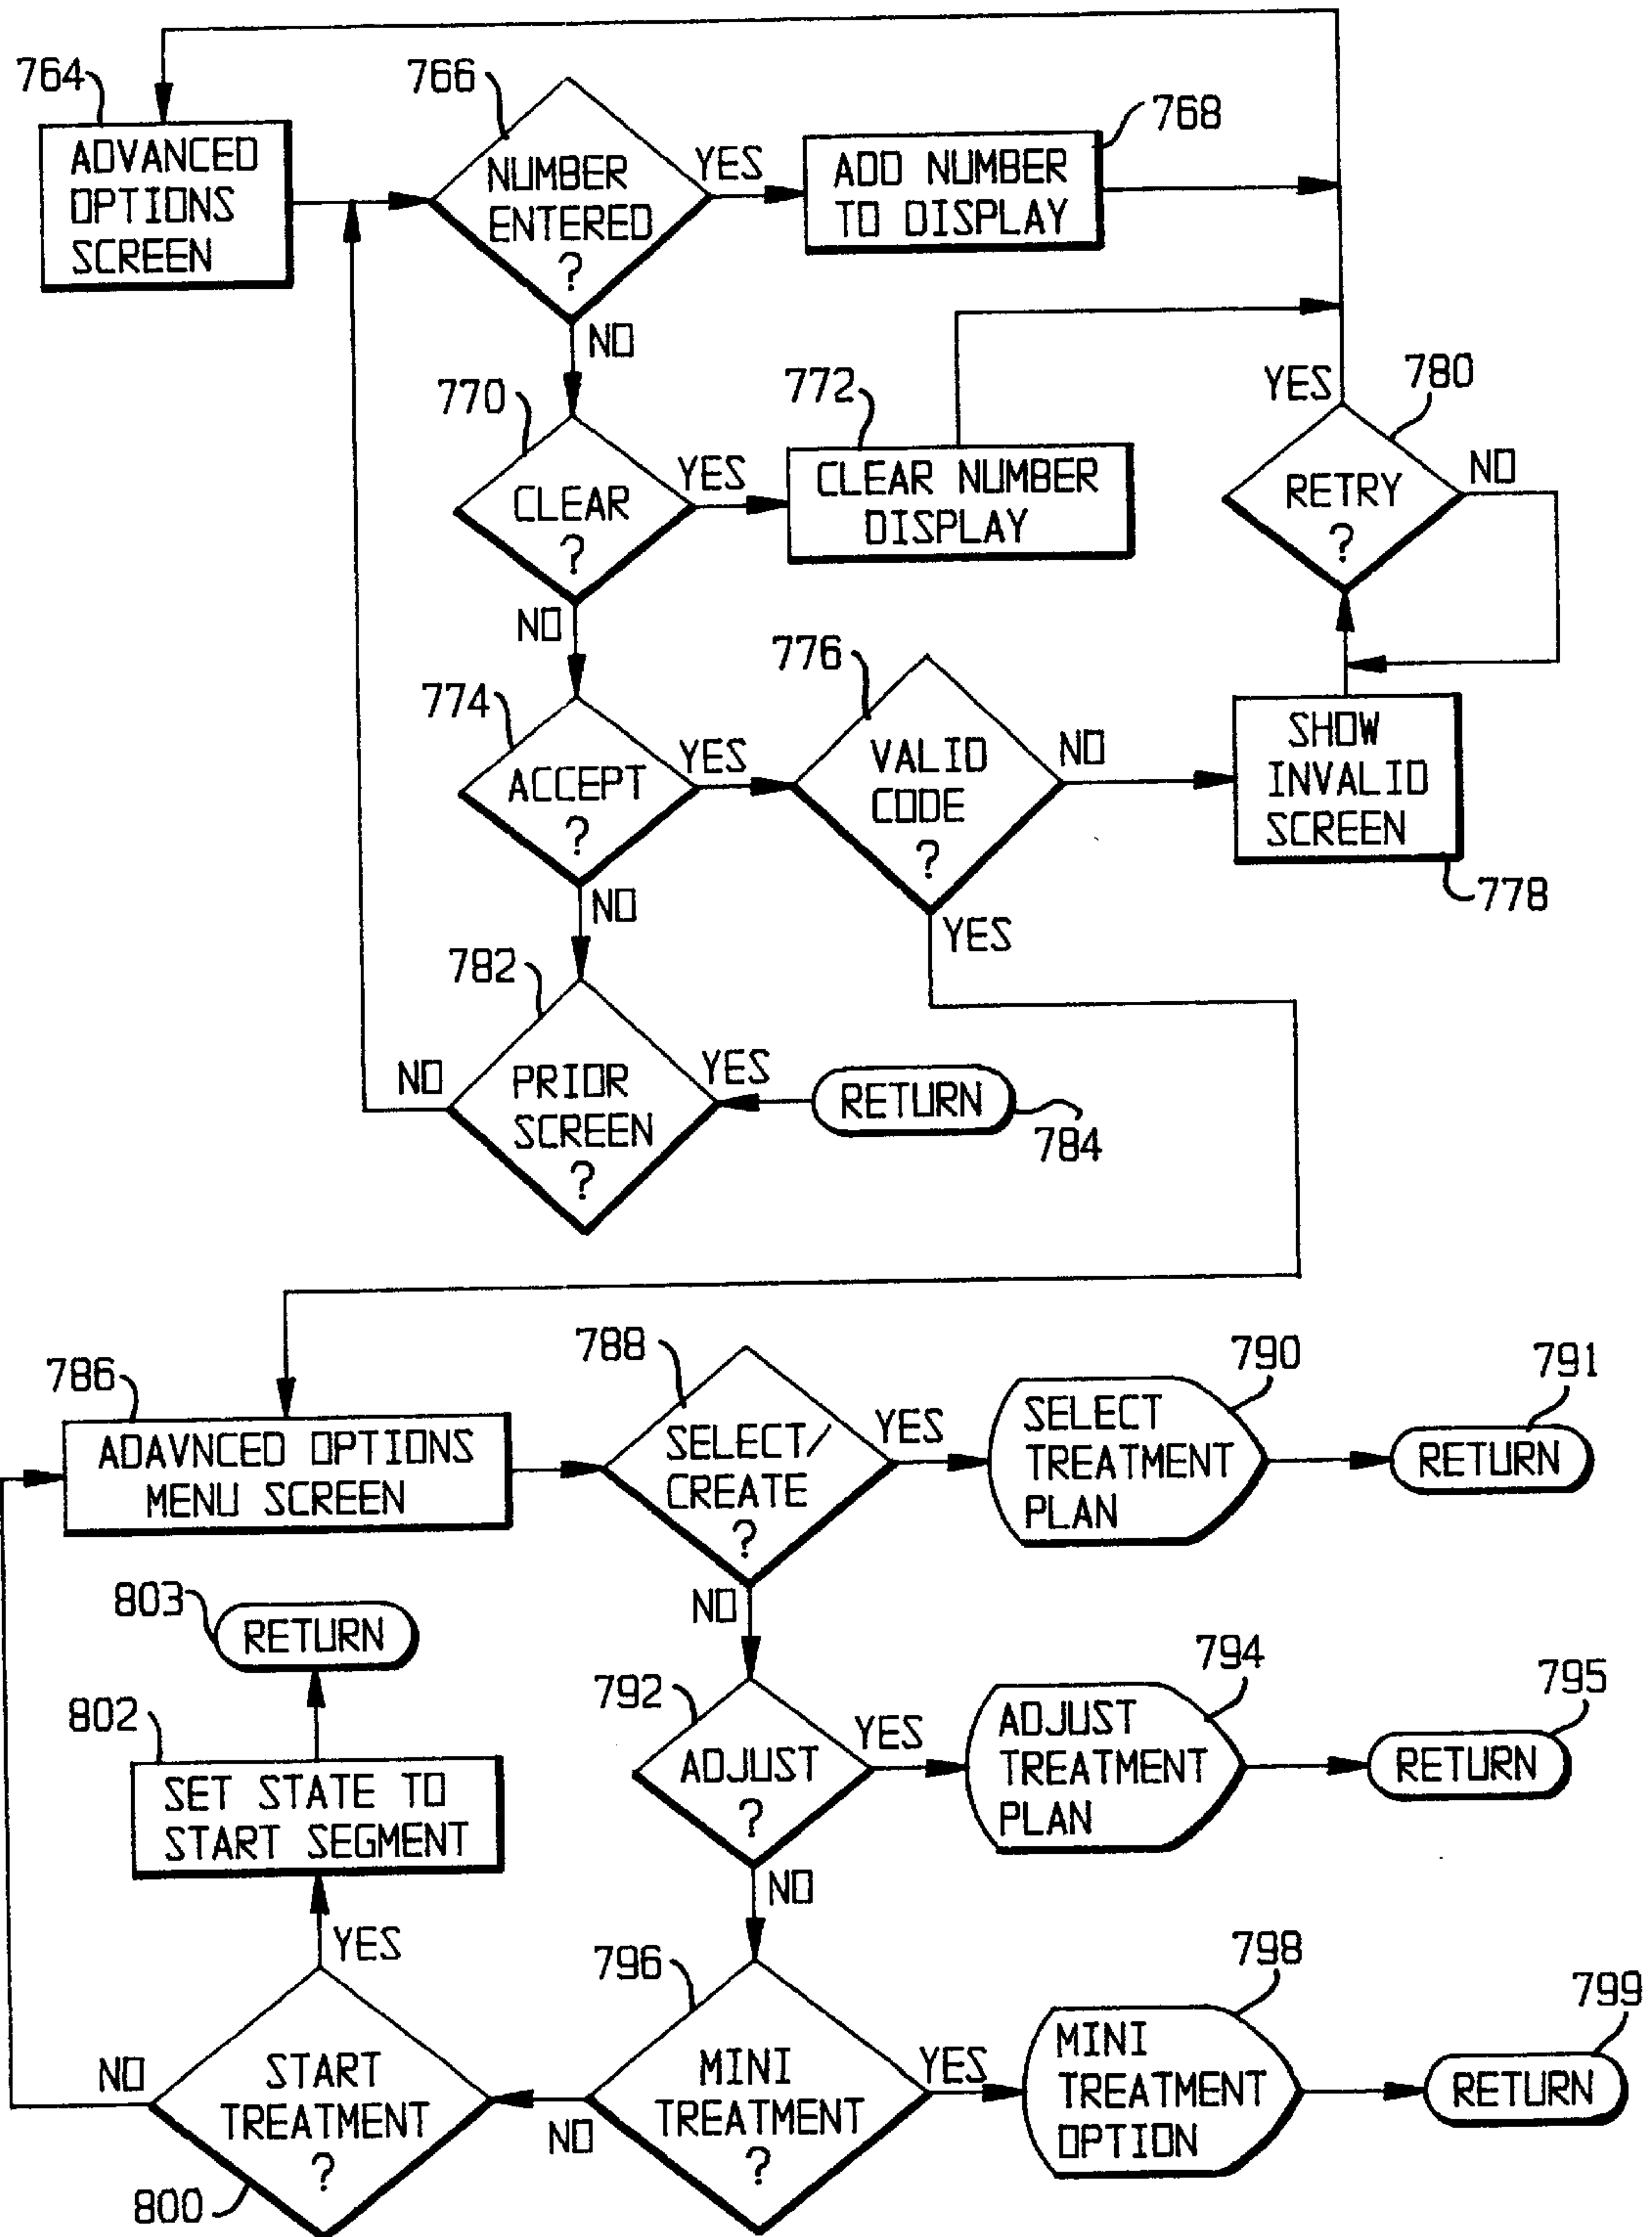 764
ADVANCED
OPTIONS
SCREEN
766
NUMBER
ENTERED
?
YES
NO
768
ADD NUMBER
TO DISPLAY
770
CLEAR
?
YES
NO
772
CLEAR NUMBER
DISPLAY
780
YES
RETRY
?
NO
774
ACCEPT
?
YES
NO
776
VALID
CODE
?
NO
YES
SHOW
INVALID
SCREEN
778
782
NO
PRIOR
SCREEN
?
YES
RETURN
784
786
ADAVNCED OPTIONS
MENU SCREEN
788
SELECT/
CREATE
?
YES
NO
790
SELECT
TREATMENT
PLAN
791
RETURN
792
ADJUST
?
YES
NO
794
ADJUST
TREATMENT
PLAN
795
RETURN
796
MINI
TREATMENT
?
YES
NO
798
MINI
TREATMENT
OPTION
799
RETURN
803
RETURN
802
SET STATE TO
START SEGMENT
YES
NO
START
TREATMENT
?
800